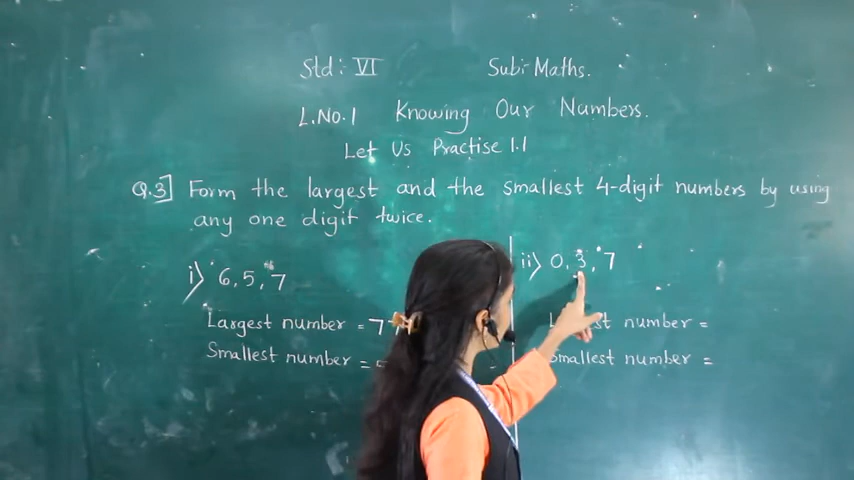 Std: VI Sub:-Maths.
L.No.1 Knowing Our Numbers.
Let Us Practise 1.1
Q.3] Form the largest and the smallest 4-digit numbers by using
any one digit twice.
i) 6, 5, 7
Largest number = 7
Smallest number =
ii) 0, 3, 7
number =
Smallest number =